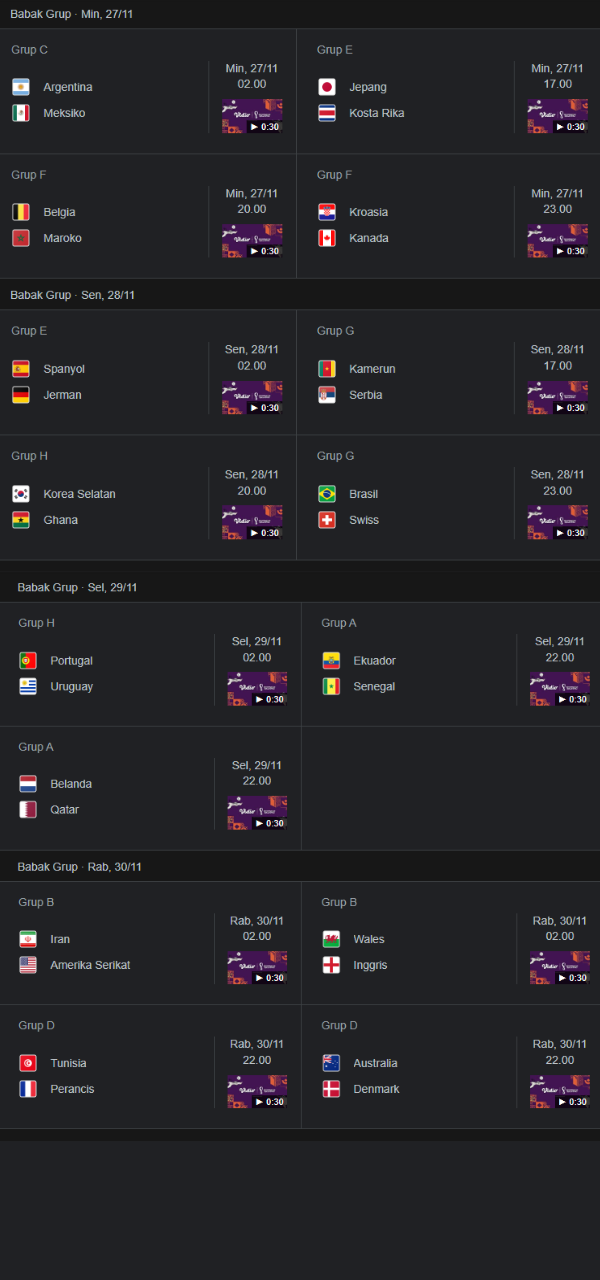 Babak Grup · Min, 27/11
Grup C
Argentina
Meksiko
Min, 27/11
02.00
0:30
Grup E
Jepang
Kosta Rika
Min, 27/11
17.00
0:30
Grup F
Belgia
Maroko
Min, 27/11
20.00
0:30
Grup F
Kroasia
Kanada
Min, 27/11
23.00
0:30
Babak Grup · Sen, 28/11
Grup E
Spanyol
Jerman
Sen, 28/11
02.00
0:30
Grup G
Kamerun
Serbia
Sen, 28/11
17.00
0:30
Grup H
Korea Selatan
Ghana
Sen, 28/11
20.00
0:30
Grup G
Brasil
Swiss
Sen, 28/11
23.00
0:30
Babak Grup · Sel, 29/11
Grup H
Portugal
Uruguay
Sel, 29/11
02.00
0:30
Grup A
Ekuador
Senegal
Sel, 29/11
22.00
0:30
Grup A
Belanda
Qatar
Sel, 29/11
22.00
0:30
Babak Grup · Rab, 30/11
Grup B
Iran
Amerika Serikat
Rab, 30/11
02.00
0:30
Grup B
Wales
Inggris
Rab, 30/11
02.00
0:30
Grup D
Tunisia
Perancis
Rab, 30/11
22.00
0:30
Grup D
Australia
Denmark
Rab, 30/11
22.00
0:30